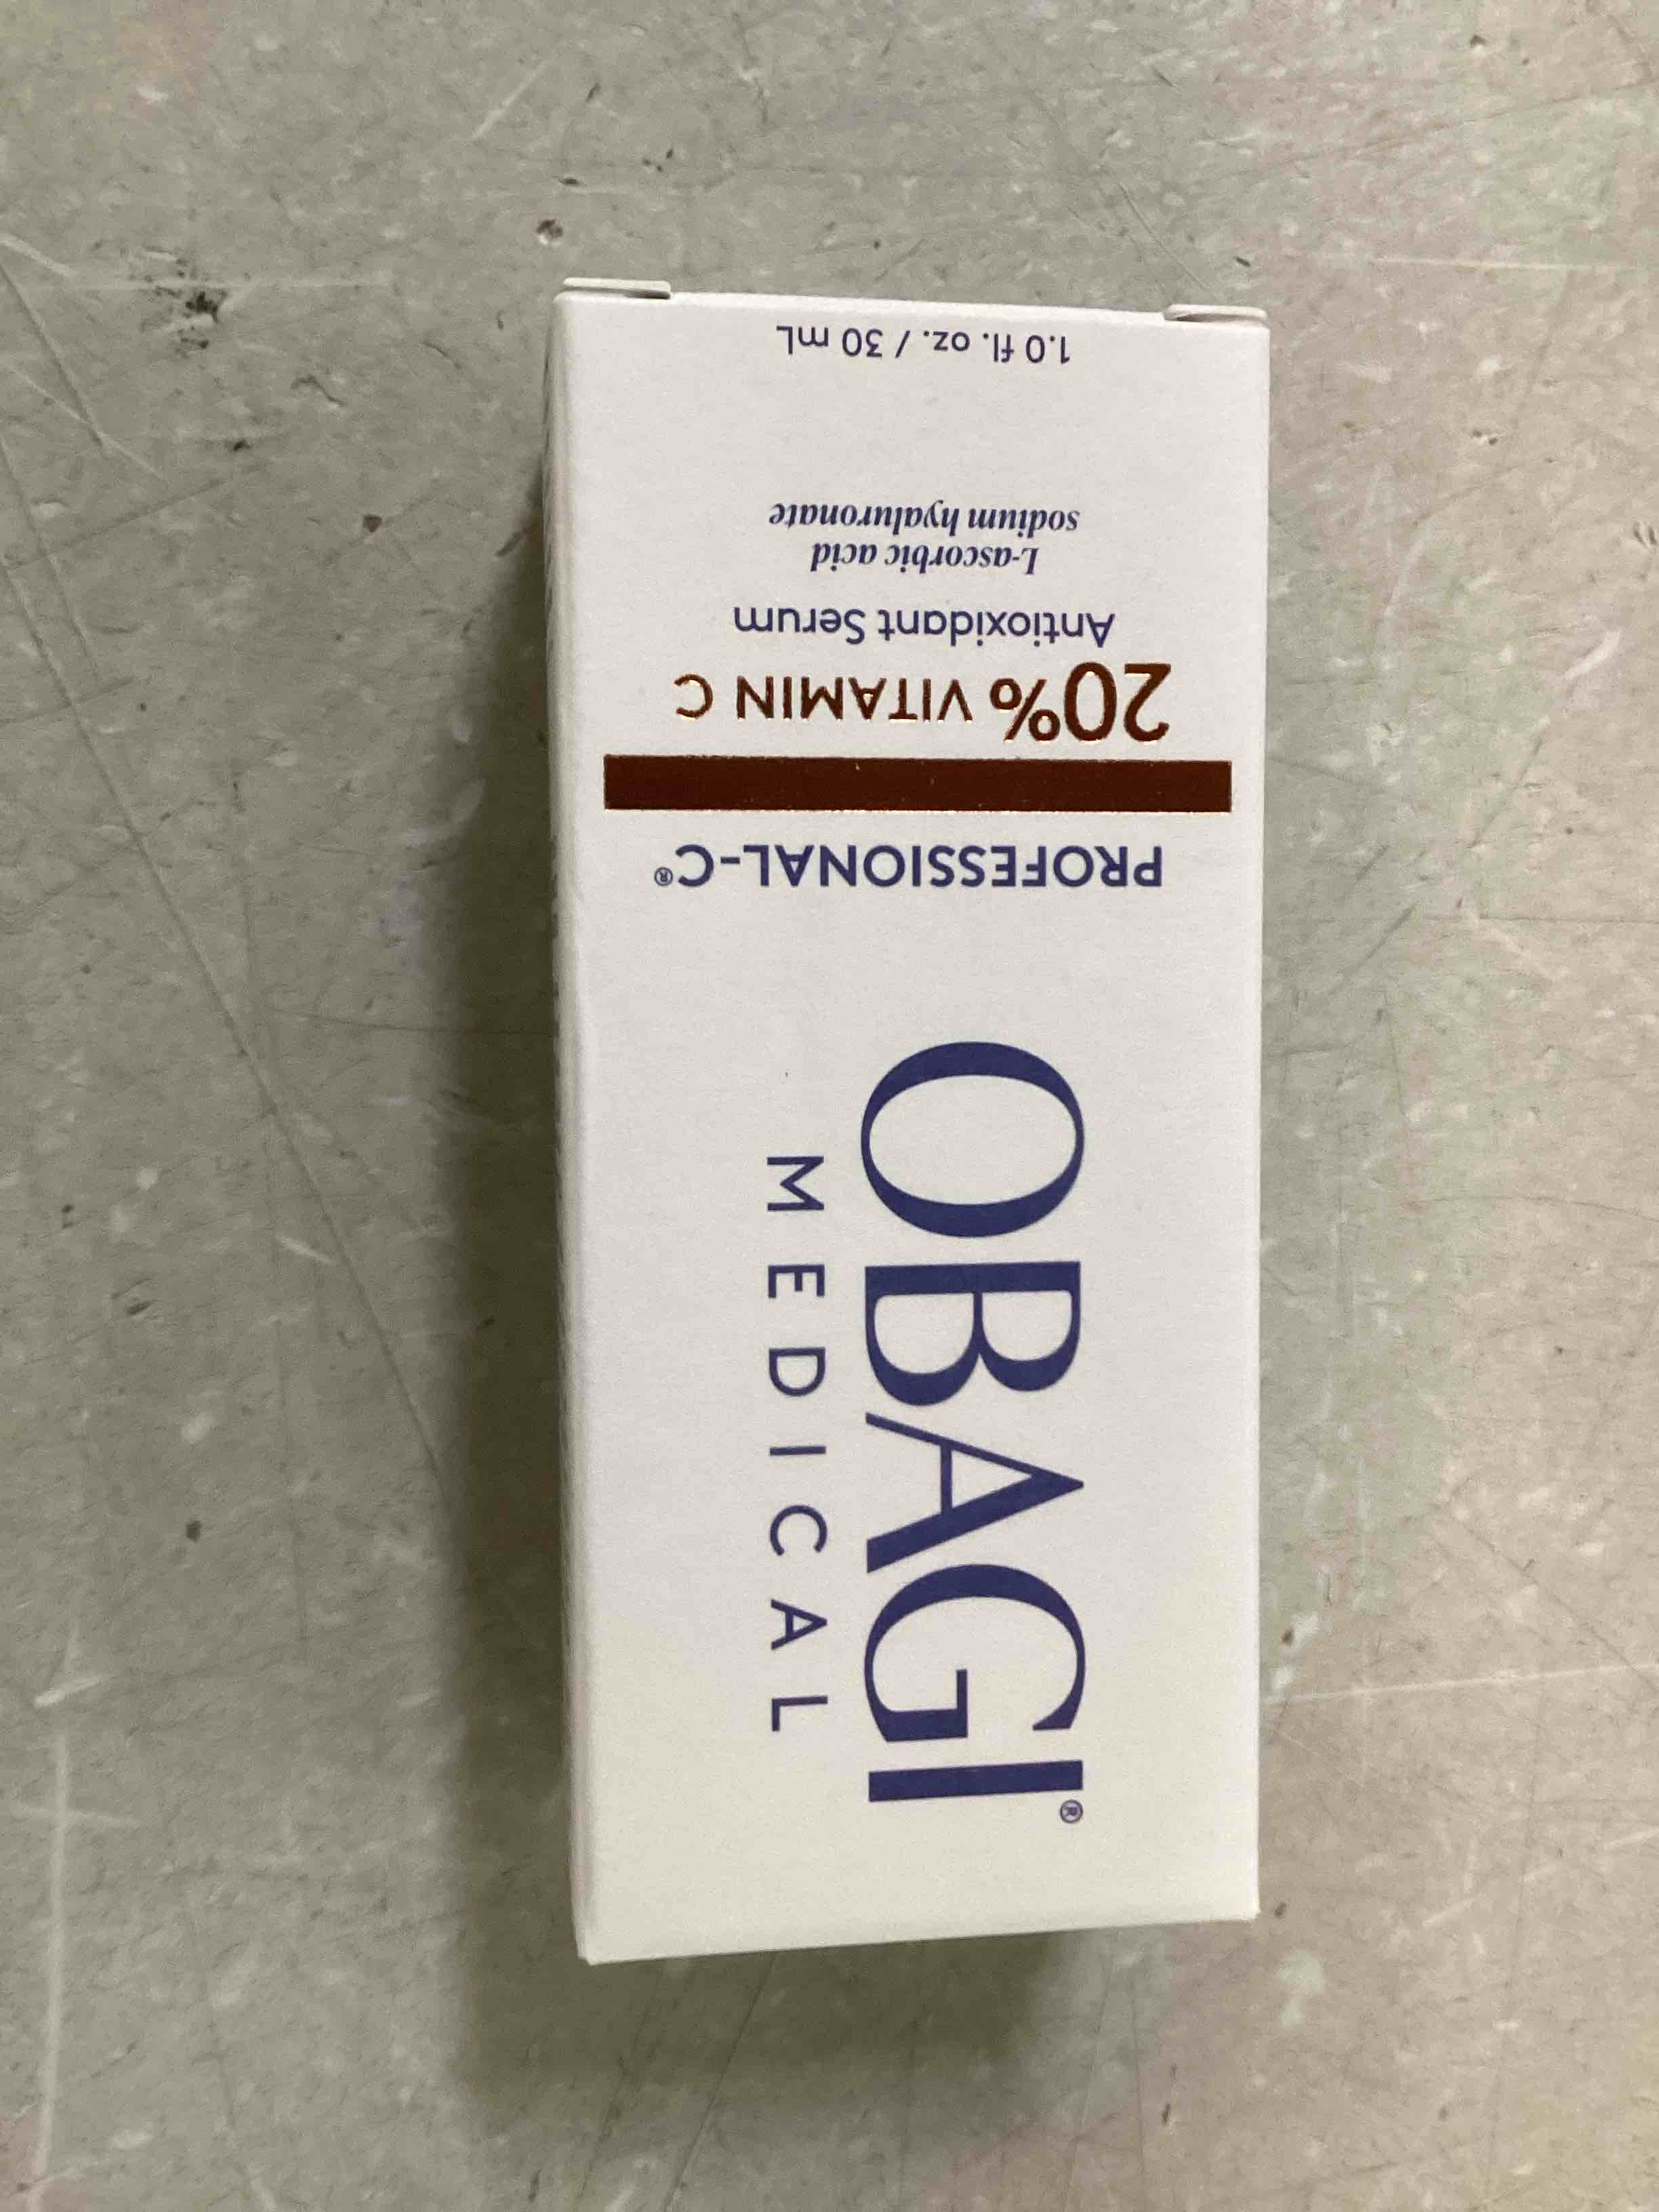 OBAGI®
MEDICAL
PROFESSIONAL-C®
20% VITAMIN C
Antioxidant Serum
L-ascorbic acid
sodium hyaluronate
1.0 fl. oz. / 30 mL